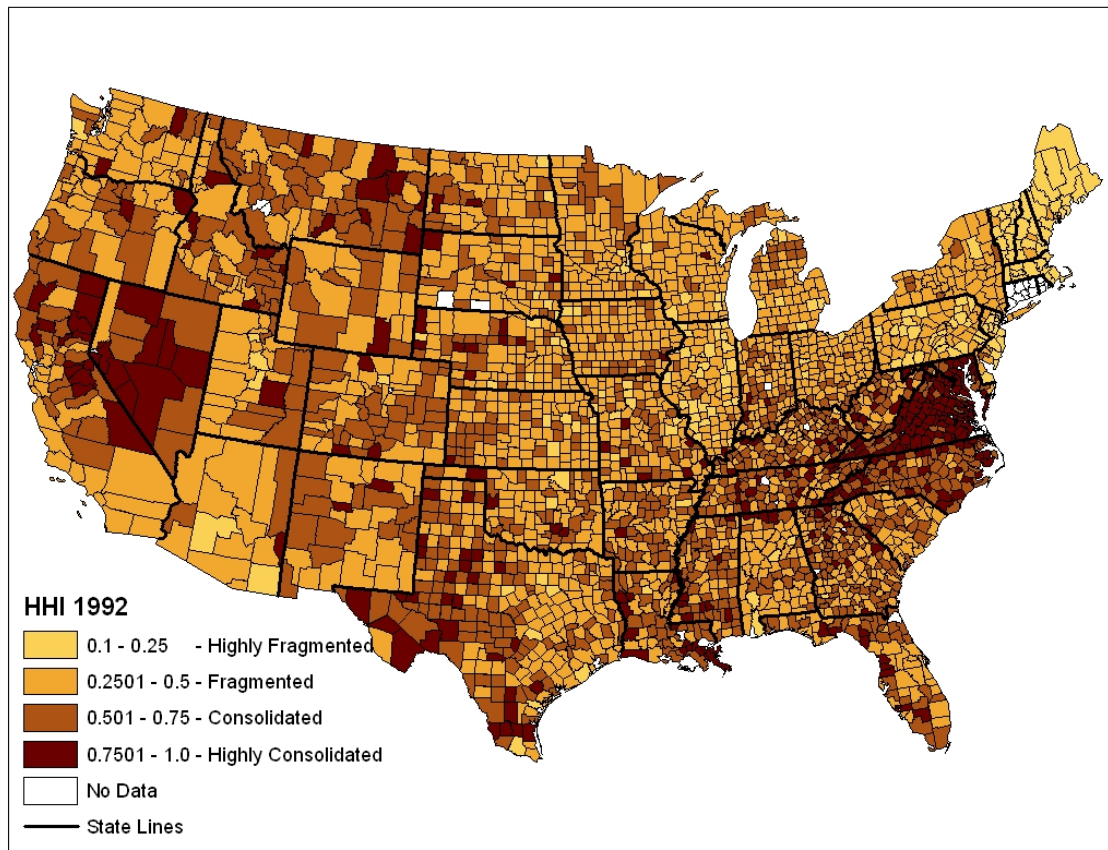 HHI 1992
0.1 - 0.25 - Highly Fragmented
0.2501 - 0.5 - Fragmented
0.501 - 0.75 - Consolidated
0.7501 - 1.0 - Highly Consolidated
No Data
State Lines